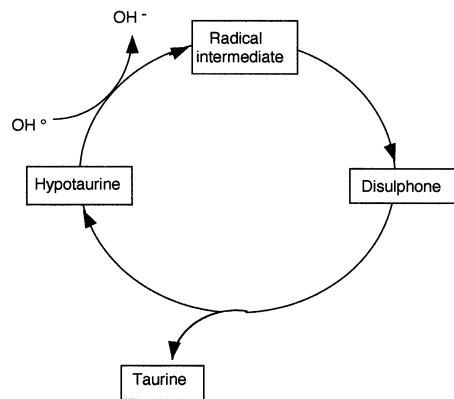 OH -
Radical
intermediate
OH °
Hypotaurine
Disulphone
Taurine